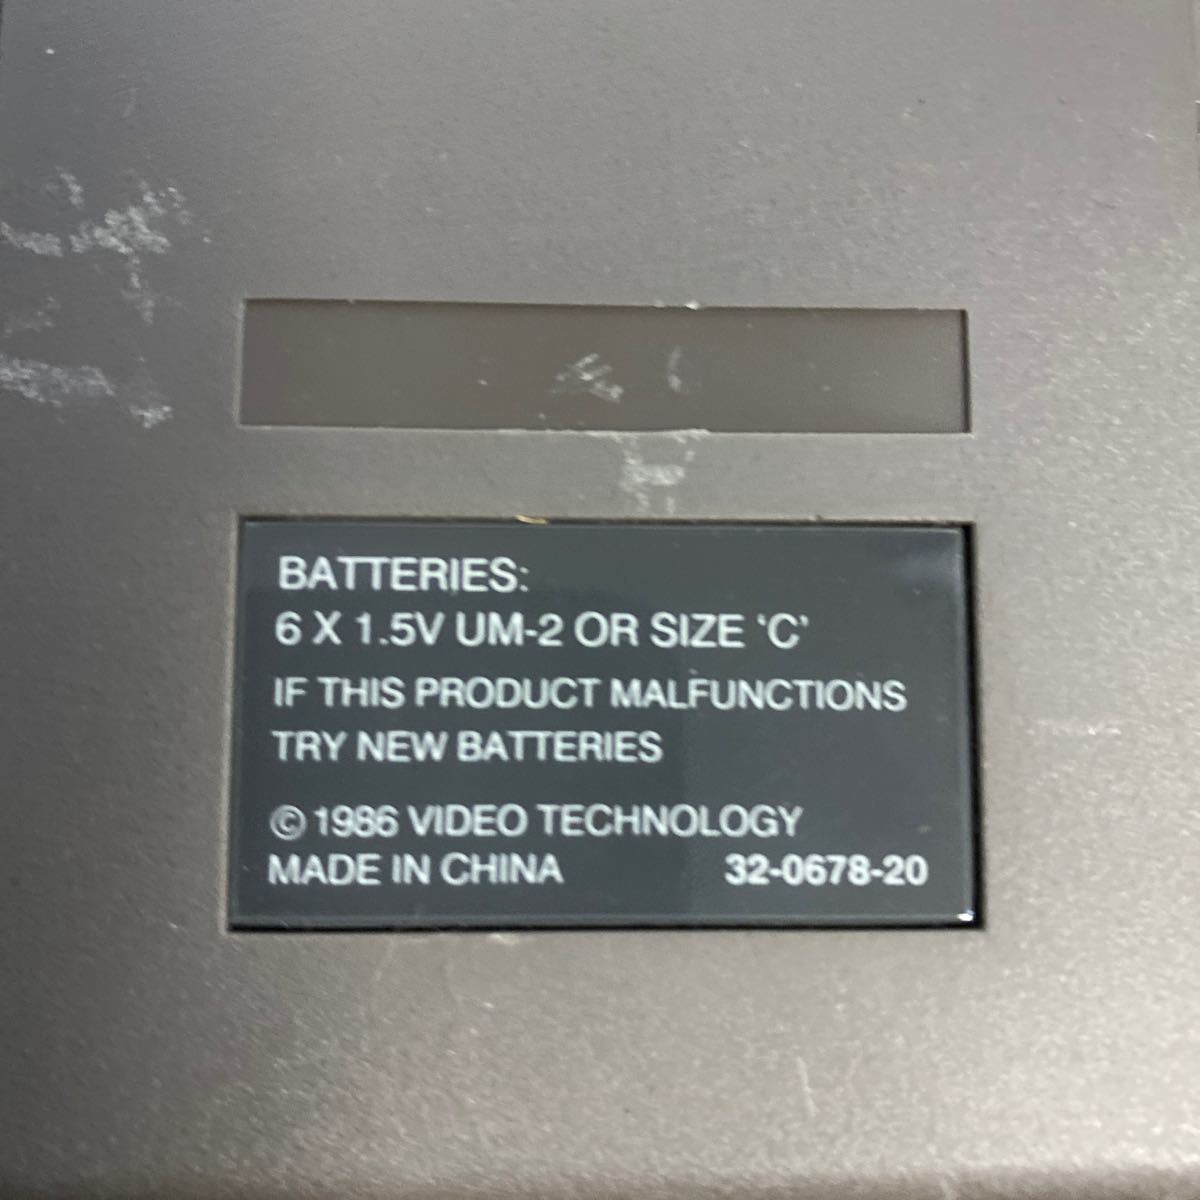 BATTERIES:
6 X 1.5V UM-2 OR SIZE 'C'
IF THIS PRODUCT MALFUNCTIONS
TRY NEW BATTERIES
© 1986 VIDEO TECHNOLOGY
MADE IN CHINA 32-0678-20